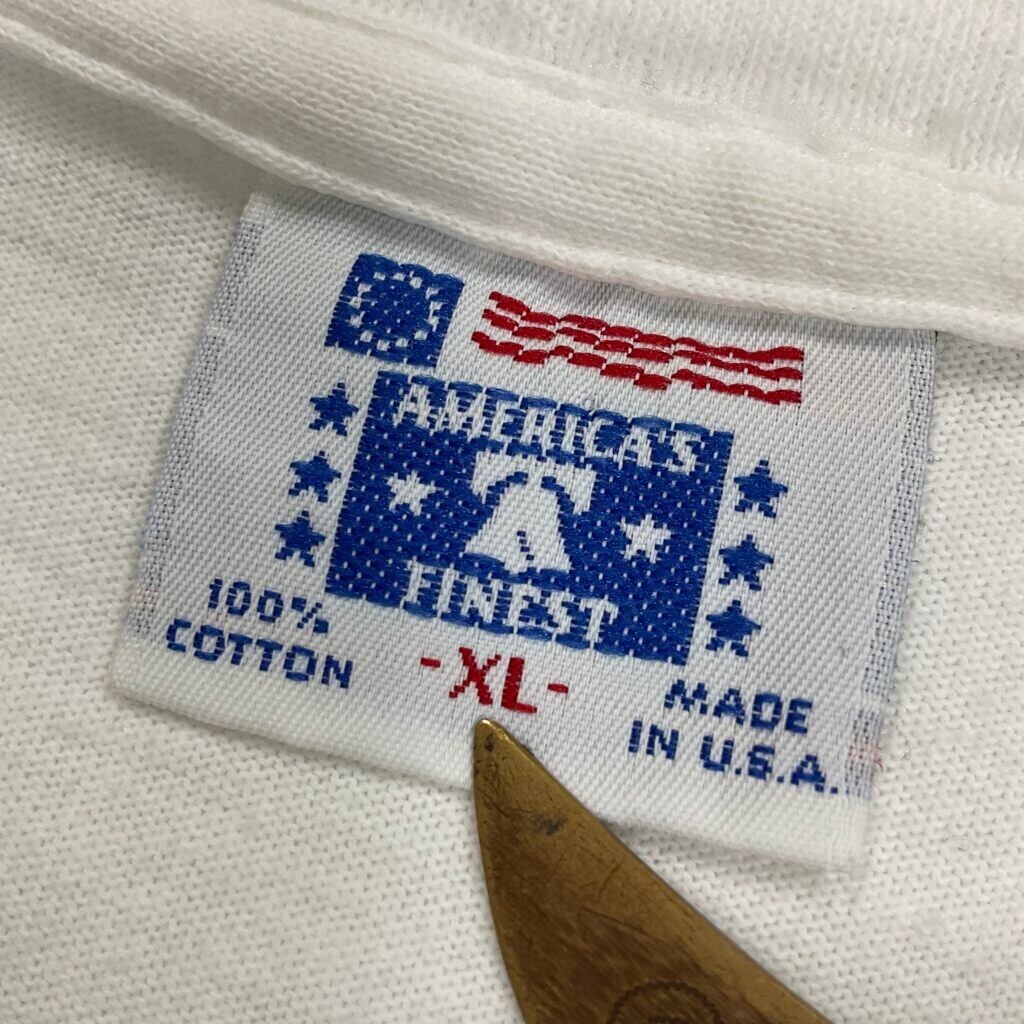 AMERICA'S
FINEST
100%
COTTON
-XL-
MADE
IN U.S.A.